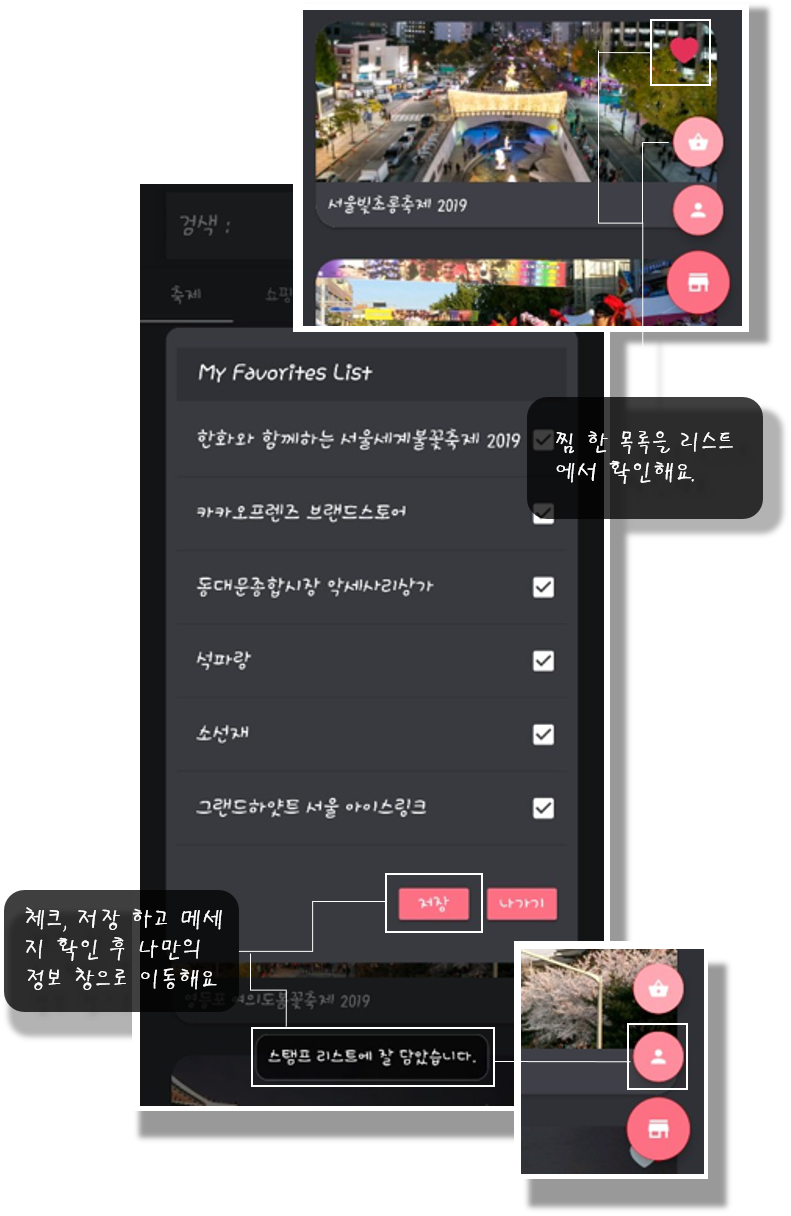 서울빛초롱축제 2019
검색 :
축제
쇼핑
My Favorites List
한화와 함께하는 서울세계불꽃축제 2019
카카오프렌즈 브랜드스토어
동대문종합시장 악세사리상가
석파랑
소선재
그랜드하얏트 서울 아이스링크
찜 한 목록을 리스트
에서 확인해요.
저장
나가기
체크, 저장 하고 메세
지 확인 후 나만의
정보 창으로 이동해요
영등포 여의도봄꽃축제 2019
스탬프 리스트에 잘 담았습니다.